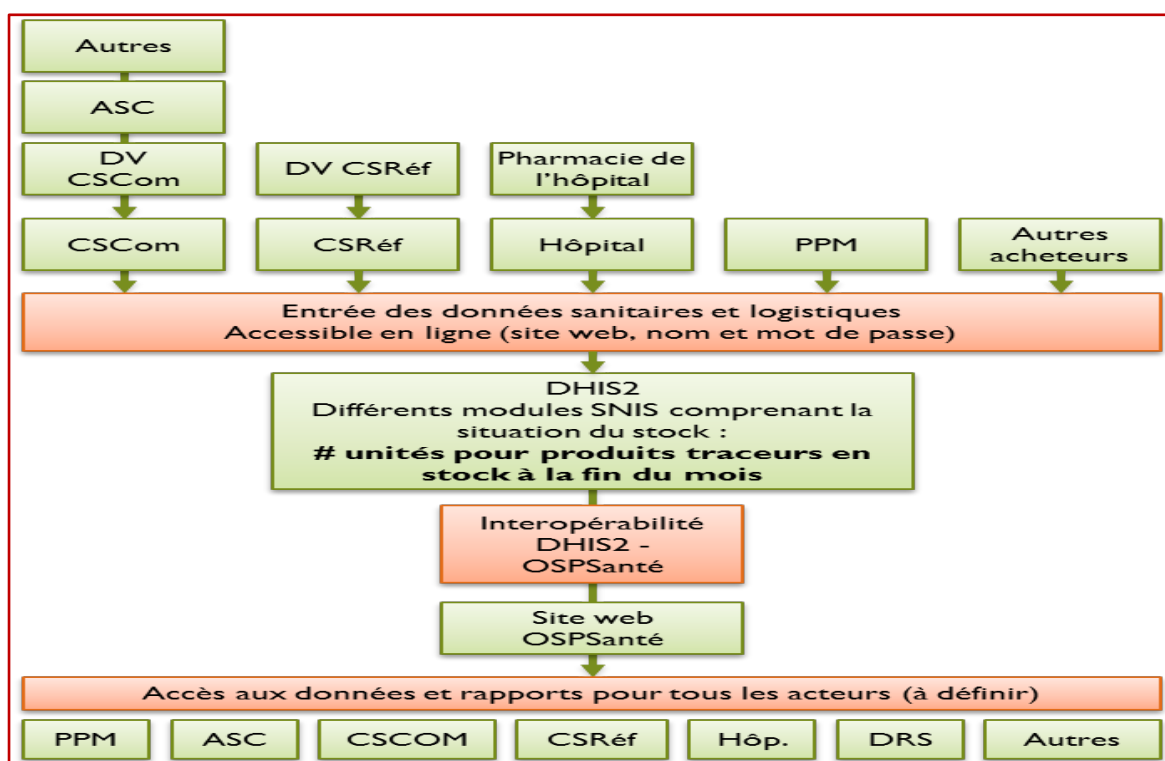 Autres
ASC
DV
CSCom
DV CSRéf
Pharmacie de
l'hôpital
CSCom
CSRéf
Hôpital
PPM
Autres
acheteurs
Entrée des données sanitaires et logistiques
Accessible en ligne (site web, nom et mot de passe)
DHIS2
Différents modules SNIS comprenant la
situation du stock :
# unités pour produits traceurs en
stock à la fin du mois
Interopérabilité
DHIS2 -
OSPSanté
Site web
OSPSanté
Accès aux données et rapports pour tous les acteurs (à définir)
PPM
ASC
CSCOM
CSRéf
Hôp.
DRS
Autres